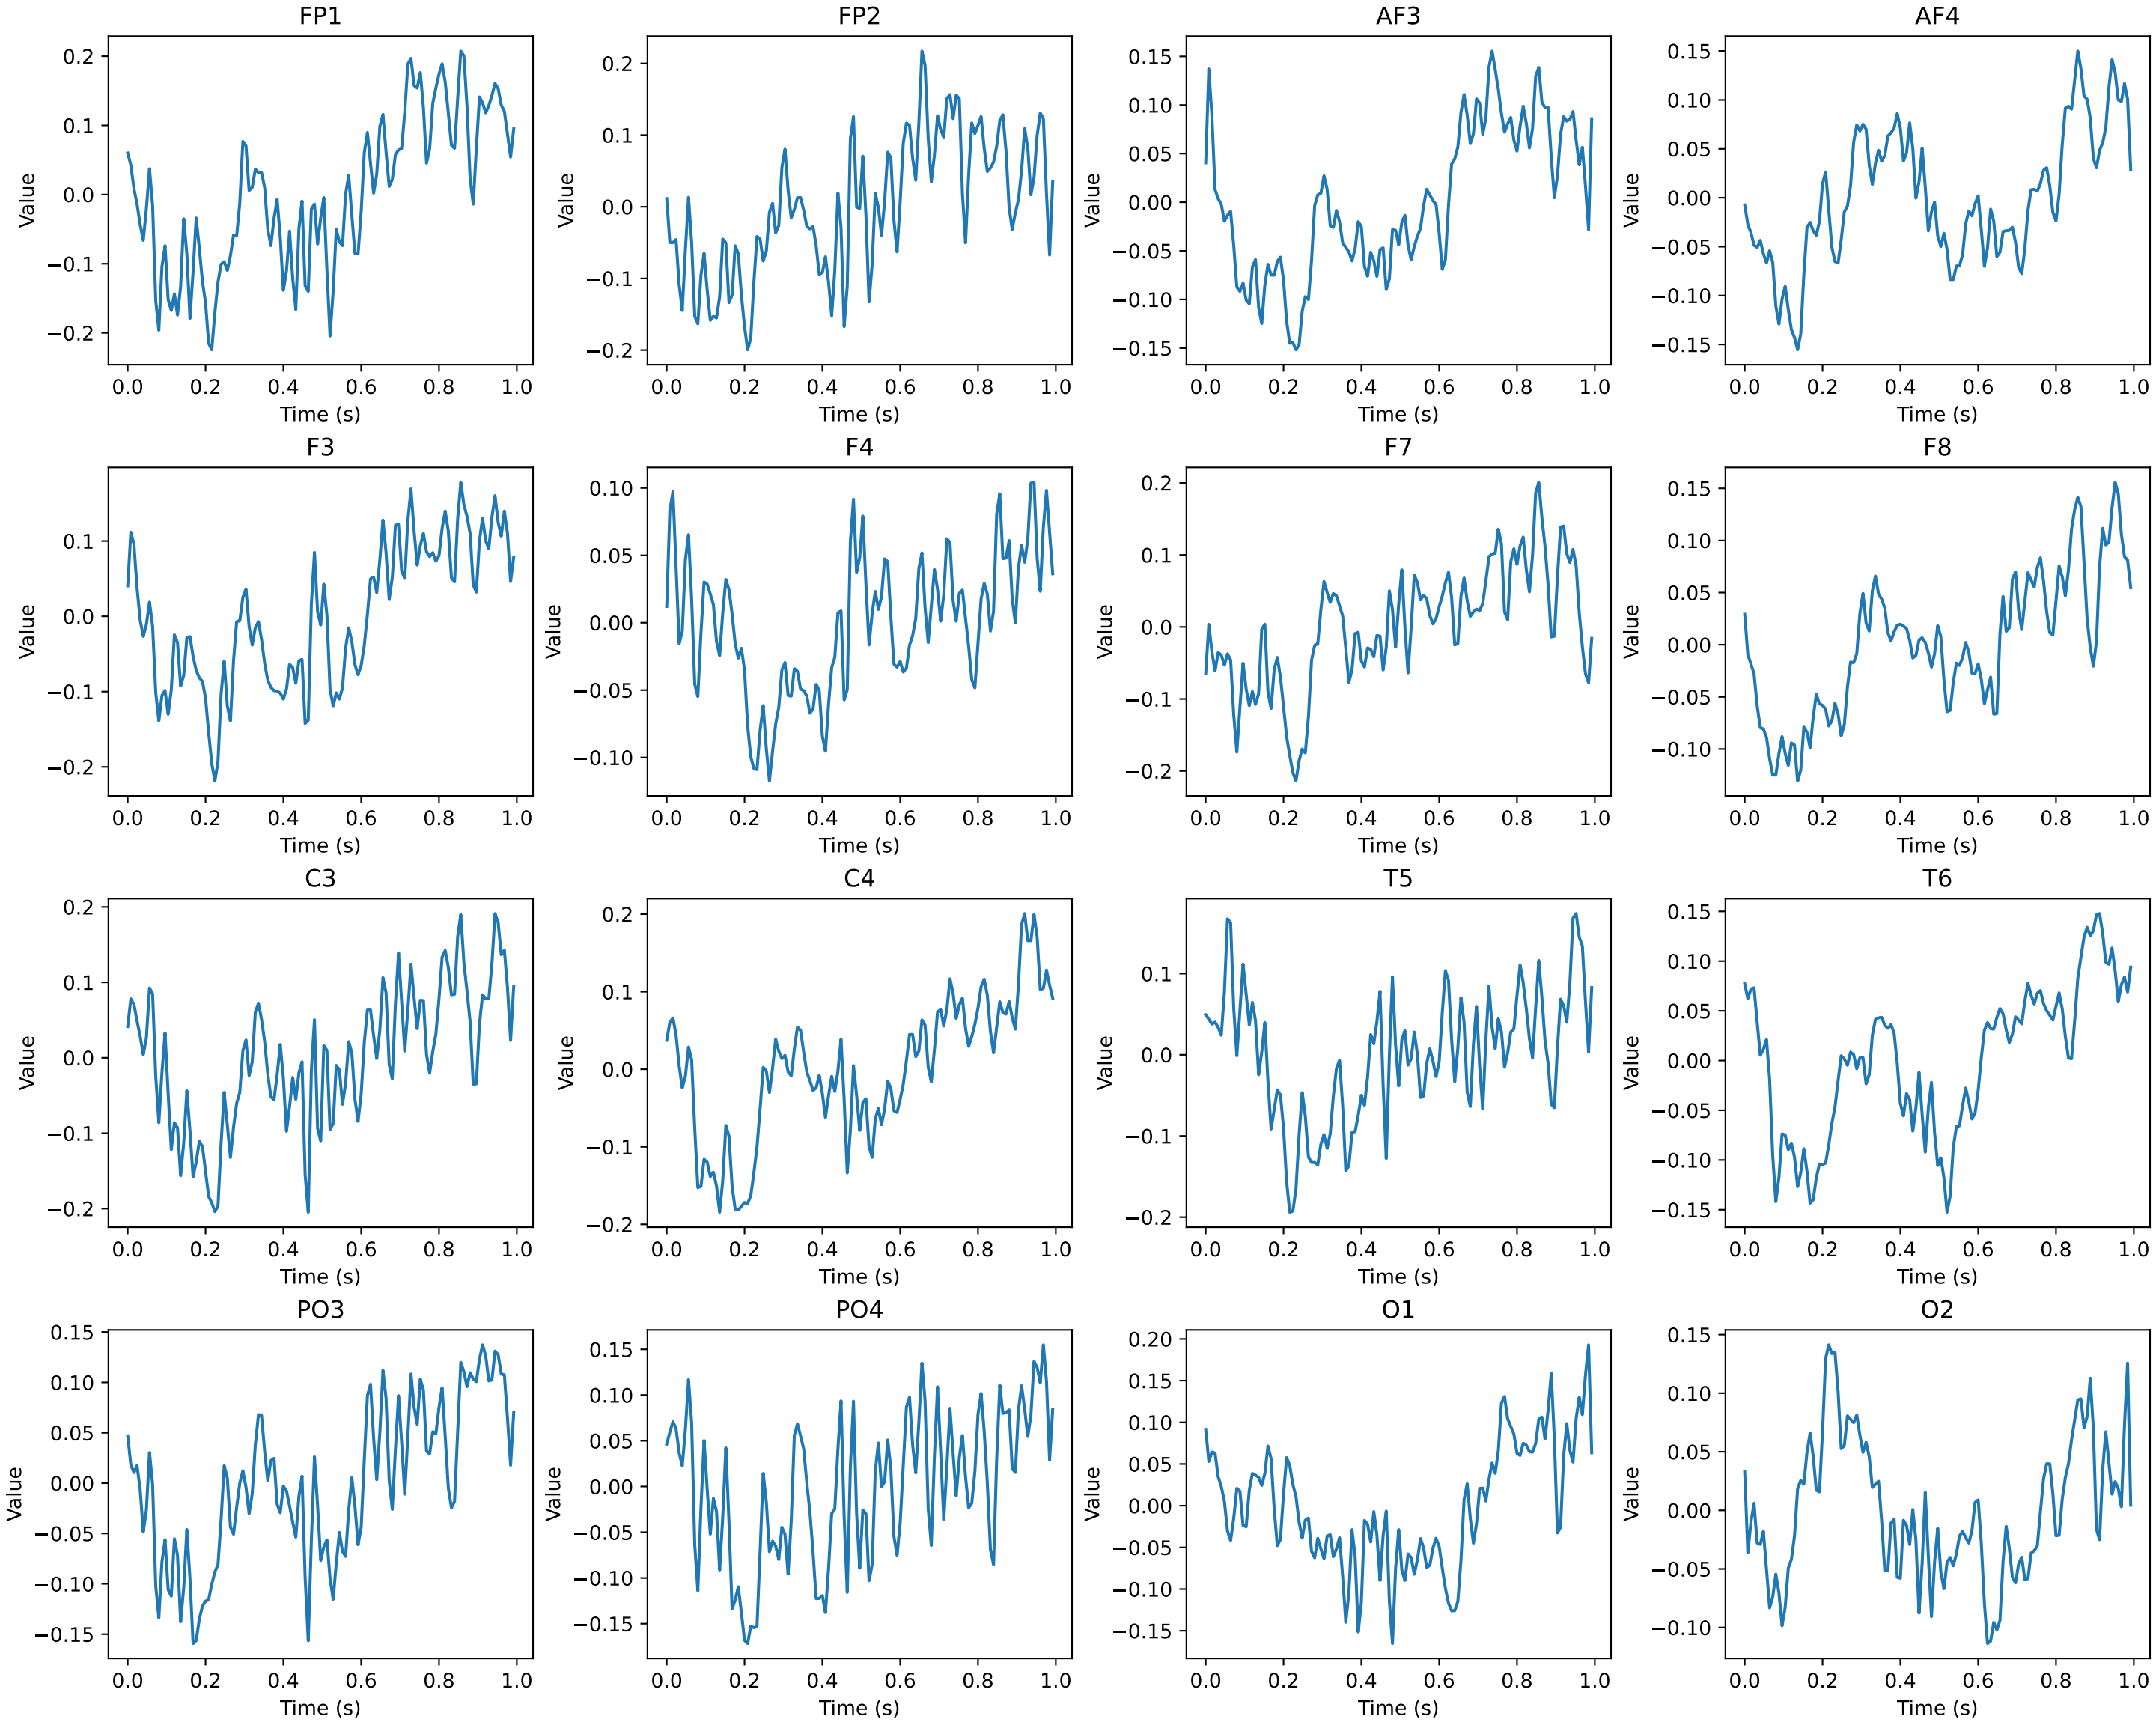 FP1 FP2 AF3 AF4
0.2 0.1 0.0 −0.1 −0.2
Value
0.0 0.2 0.4 0.6 0.8 1.0
Time (s)
0.2 0.1 0.0 −0.1 −0.2
Value
0.0 0.2 0.4 0.6 0.8 1.0
Time (s)
0.15 0.10 0.05 0.00 −0.05 −0.10 −0.15
Value
0.0 0.2 0.4 0.6 0.8 1.0
Time (s)
0.15 0.10 0.05 0.00 −0.05 −0.10 −0.15
Value
0.0 0.2 0.4 0.6 0.8 1.0
Time (s)
F3 F4 F7 F8
0.1 0.0 −0.1 −0.2
Value
0.0 0.2 0.4 0.6 0.8 1.0
Time (s)
0.10 0.05 0.00 −0.05 −0.10
Value
0.0 0.2 0.4 0.6 0.8 1.0
Time (s)
0.2 0.1 0.0 −0.1 −0.2
Value
0.0 0.2 0.4 0.6 0.8 1.0
Time (s)
0.15 0.10 0.05 0.00 −0.05 −0.10
Value
0.0 0.2 0.4 0.6 0.8 1.0
Time (s)
C3 C4 T5 T6
0.2 0.1 0.0 −0.1 −0.2
Value
0.0 0.2 0.4 0.6 0.8 1.0
Time (s)
0.2 0.1 0.0 −0.1 −0.2
Value
0.0 0.2 0.4 0.6 0.8 1.0
Time (s)
0.1 0.0 −0.1 −0.2
Value
0.0 0.2 0.4 0.6 0.8 1.0
Time (s)
0.15 0.10 0.05 0.00 −0.05 −0.10 −0.15
Value
0.0 0.2 0.4 0.6 0.8 1.0
Time (s)
PO3 PO4 O1 O2
0.15 0.10 0.05 0.00 −0.05 −0.10 −0.15
Value
0.0 0.2 0.4 0.6 0.8 1.0
Time (s)
0.15 0.10 0.05 0.00 −0.05 −0.10 −0.15
Value
0.0 0.2 0.4 0.6 0.8 1.0
Time (s)
0.20 0.15 0.10 0.05 0.00 −0.05 −0.10 −0.15
Value
0.0 0.2 0.4 0.6 0.8 1.0
Time (s)
0.15 0.10 0.05 0.00 −0.05 −0.10
Value
0.0 0.2 0.4 0.6 0.8 1.0
Time (s)